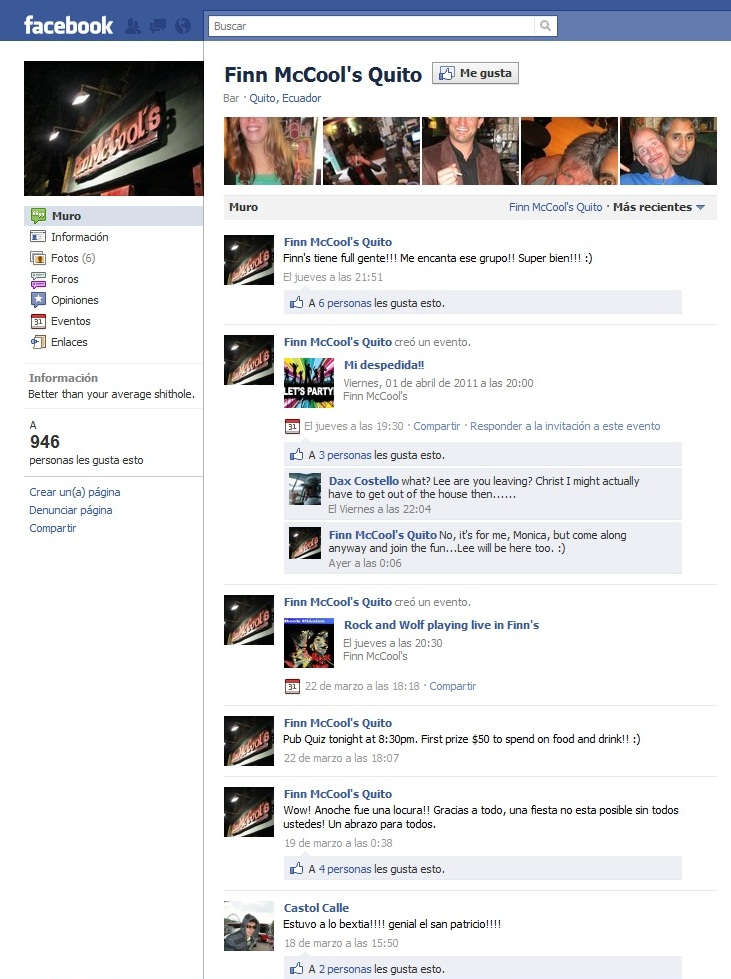 facebook
Buscar
Finn McCool's Quito
Me gusta
Bar · Quito, Ecuador
Muro
Información
Fotos (6)
Foros
Opiniones
Eventos
Enlaces
Información
Better than your average shithole.
A
946
personas les gusta esto
Crear un(a) página
Denunciar página
Compartir
Muro
Finn McCool's Quito · Más recientes
Finn McCool's Quito
Finn's tiene full gente!!! Me encanta ese grupo!! Super bien!!! :)
El jueves a las 21:51
A 6 personas les gusta esto.
Finn McCool's Quito creó un evento.
LET'S PARTY
Mi despedida!!
Viernes, 01 de abril de 2011 a las 20:00
Finn McCool's
31 El jueves a las 19:30 · Compartir · Responder a la invitación a este evento
A 3 personas les gusta esto.
Dax Costello what? Lee are you leaving? Christ I might actually
have to get out of the house then......
El Viernes a las 22:04
Finn McCool's Quito No, it's for me, Monica, but come along
anyway and join the fun...Lee will be here too. :)
Ayer a las 0:06
Finn McCool's Quito creó un evento.
Rock and Wolf playing live in Finn's
El jueves a las 20:30
Finn McCool's
31 22 de marzo a las 18:18 · Compartir
Finn McCool's Quito
Pub Quiz tonight at 8:30pm. First prize $50 to spend on food and drink!! :)
22 de marzo a las 18:07
Finn McCool's Quito
Wow! Anoche fue una locura!! Gracias a todo, una fiesta no esta posible sin todos
ustedes! Un abrazo para todos.
19 de marzo a las 0:38
A 4 personas les gusta esto.
Castol Calle
Estuvo a lo bextia!!!! genial el san patricio!!!!
18 de marzo a las 15:50
A 2 personas les gusta esto.